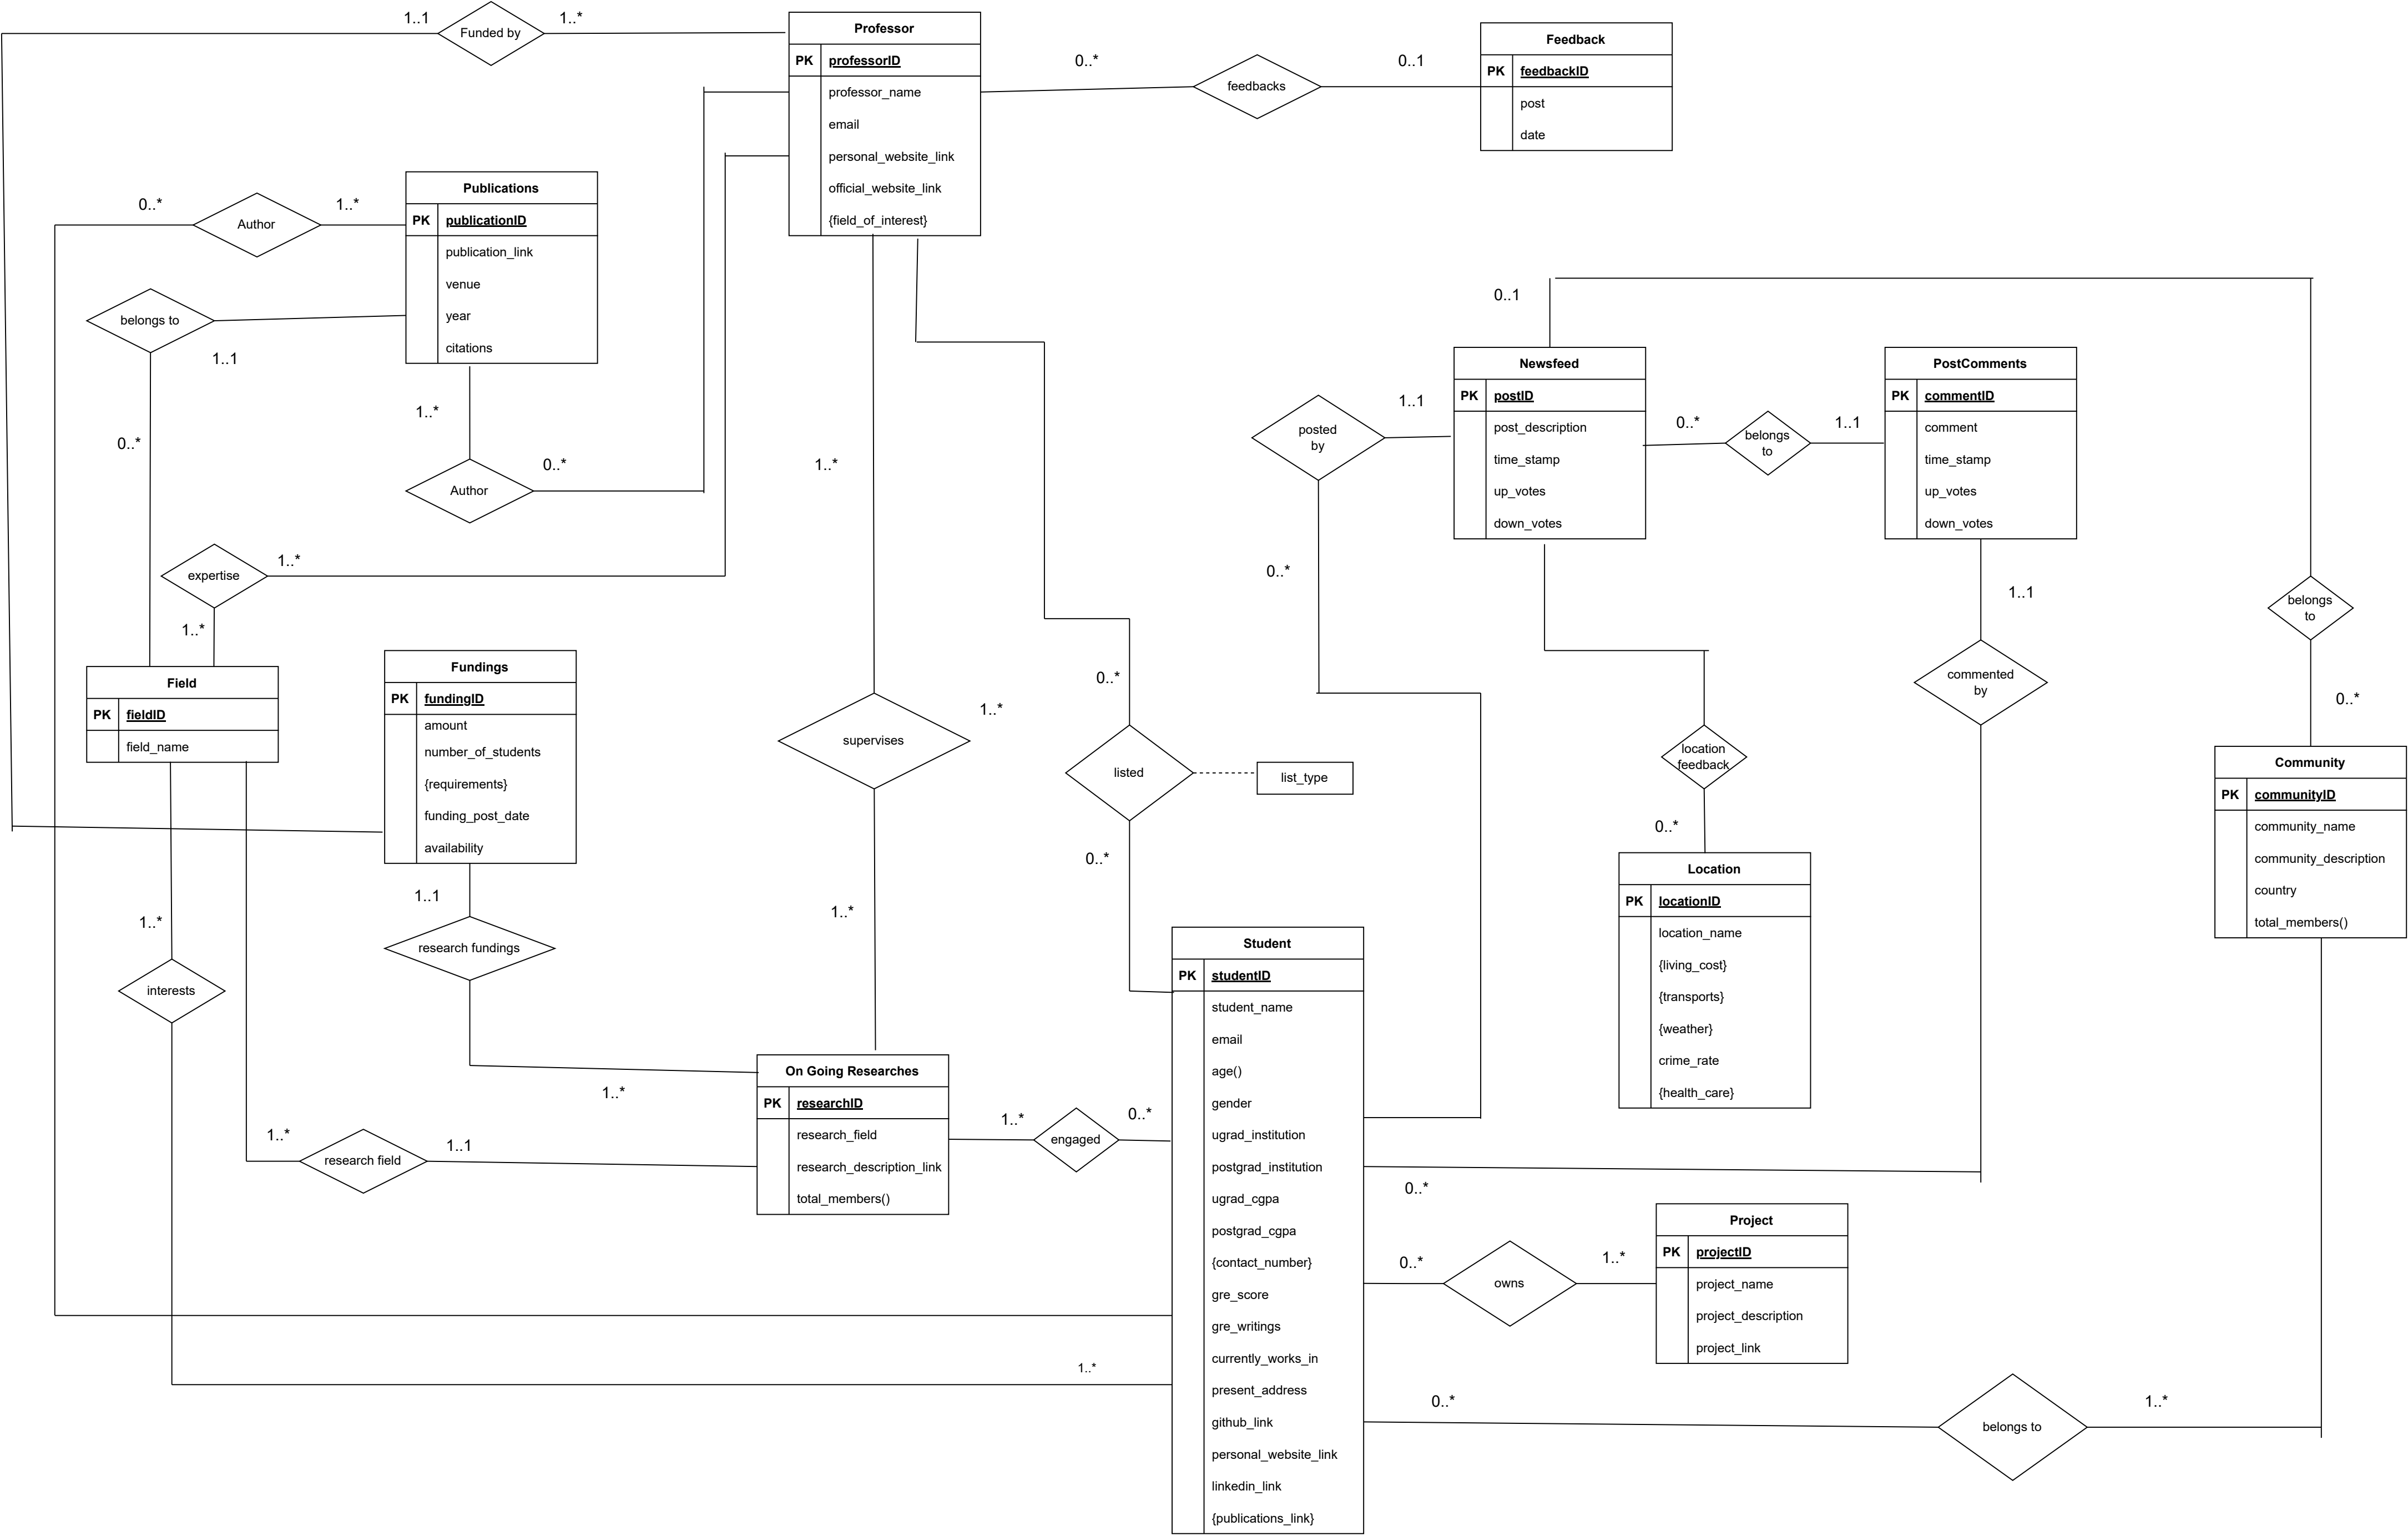 1..1
Funded by
1..*
Professor
PK professorID
professor_name
email
personal_website_link
official_website_link
{field_of_interest}
0..*
feedbacks
0..1
Feedback
PK feedbackID
post
date
0..*
Author
1..*
Publications
PK publicationID
publication_link
venue
year
citations
belongs to
1..1
0..*
1..*
Author
0..*
expertise
1..*
1..*
Field
PK fieldID
field_name
Fundings
PK fundingID
amount
number_of_students
{requirements}
funding_post_date
availability
1..1
research fundings
1..*
1..*
interests
1..*
research field
1..1
1..*
supervises
1..*
1..*
0..*
listed
list_type
0..*
On Going Researches
PK researchID
research_field
research_description_link
total_members()
1..*
engaged
0..*
1..*
Student
PK studentID
student_name
email
age()
gender
ugrad_institution
postgrad_institution
ugrad_cgpa
postgrad_cgpa
{contact_number}
gre_score
gre_writings
currently_works_in
present_address
github_link
personal_website_link
linkedin_link
{publications_link}
0..1
Newsfeed
PK postID
post_description
time_stamp
up_votes
down_votes
posted
by
1..1
0..*
0..*
belongs
to
1..1
PostComments
PK commentID
comment
time_stamp
up_votes
down_votes
1..1
commented
by
0..*
location
feedback
0..*
Location
PK locationID
location_name
{living_cost}
{transports}
{weather}
crime_rate
{health_care}
belongs
to
0..*
Community
PK communityID
community_name
community_description
country
total_members()
0..*
owns
1..*
Project
PK projectID
project_name
project_description
project_link
0..*
belongs to
1..*